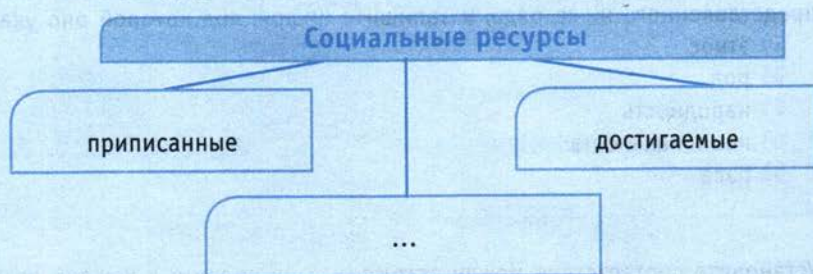 Социальные ресурсы
приписанные
достигаемые
...